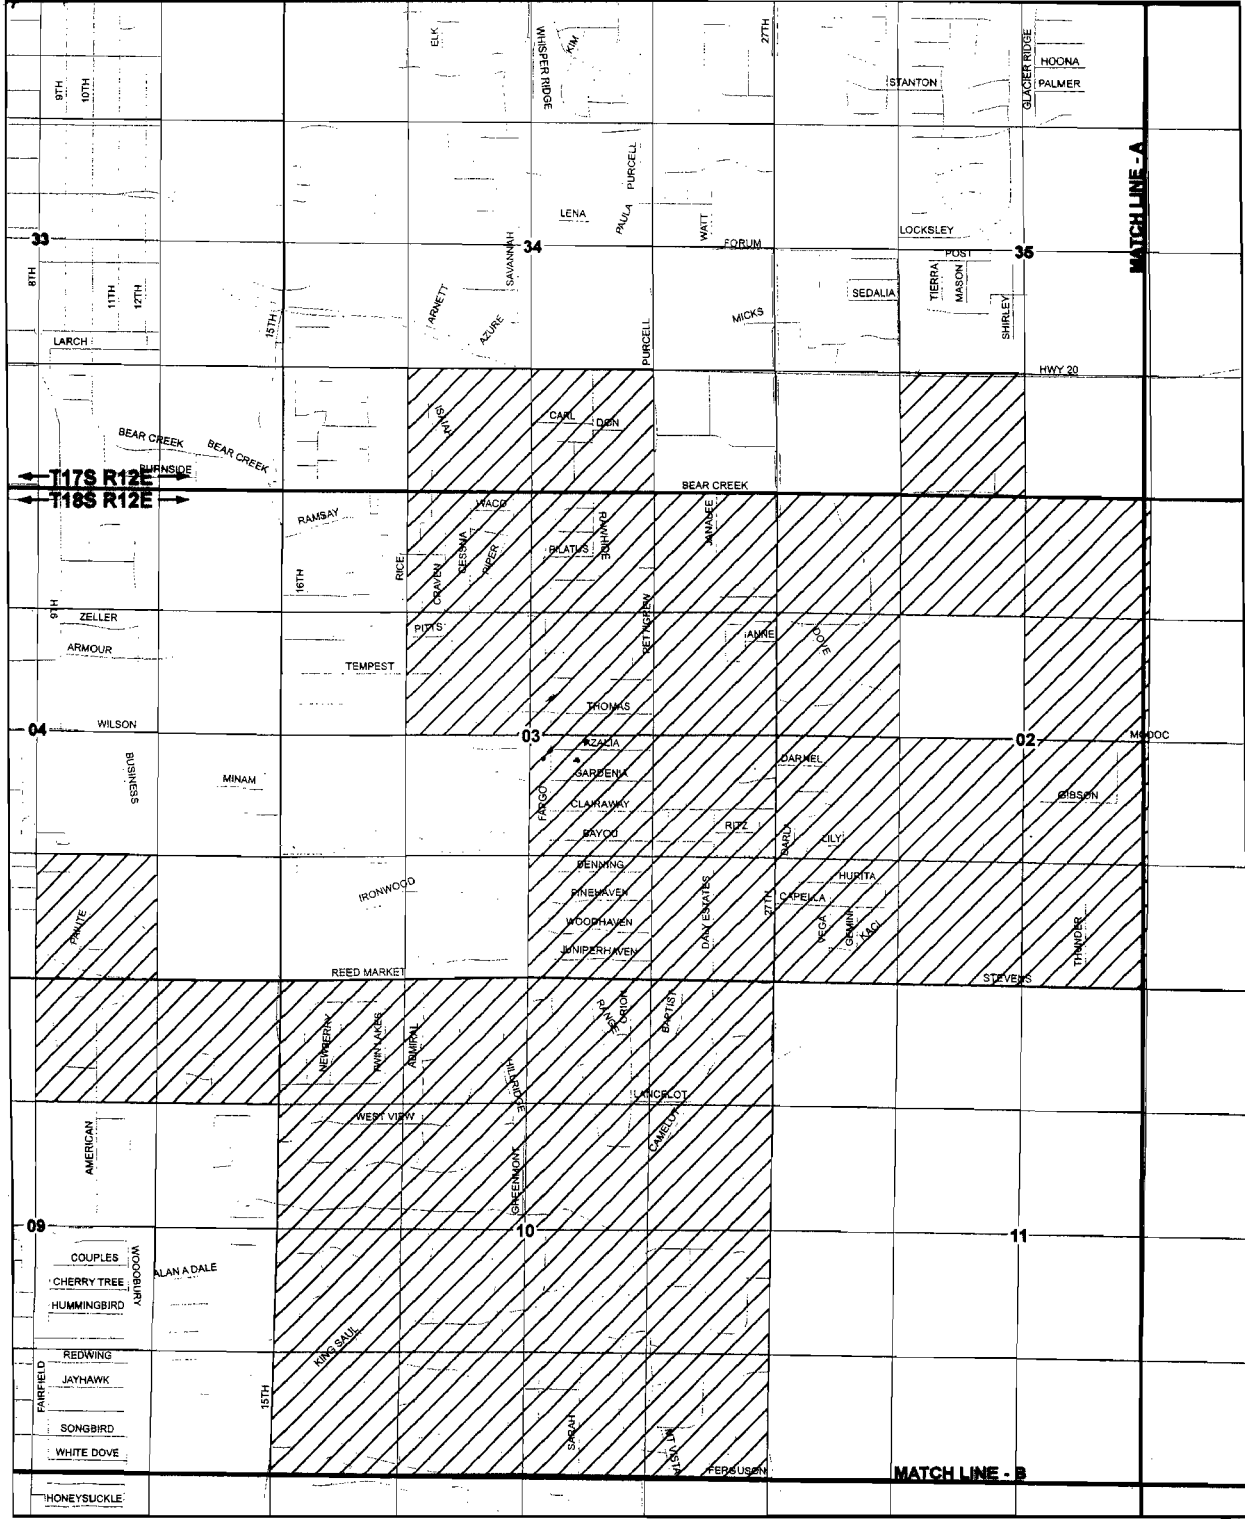 ELK
WHISPER RIDGE
KIM
27TH
GLACIER RIDGE
HOONA
PALMER
STANTON
9TH
10TH
MATCH LINE - A
PURCELL
LENA
PAULA
WATT
FORUM
LOCKSLEY
POST
33
34
35
8TH
11TH
12TH
15TH
SAVANNAH
ARNETT
AZURE
MICKS
SEDALIA
TIERRA
MASON
SHIRLEY
LARCH
PURCELL
HWY 20
ISAIAH
CARL
DON
BEAR CREEK
BEAR CREEK
BURNSIDE
T17S R12E
T18S R12E
BEAR CREEK
RAMSAY
WACO
RAWHIDE
JANALEE
16TH
RICE
CRAVEN
CESSNA
PIPER
PILATUS
9TH
ZELLER
ARMOUR
PITTS
PETTIGREW
ANNE
DOVE
TEMPEST
THOMAS
WILSON
04
03
02
MODOC
AZALIA
BUSINESS
MINAM
GARDENIA
DARNEL
FARGO
CLAIRAWAY
GIBSON
BAYOU
RITZ
DARLA
LILY
DENNING
HURITA
IRONWOOD
PINEHAVEN
DALY ESTATES
27TH
CAPELLA
PAIUTE
WOODHAVEN
VEGA
GEMINI
KACI
THUNDER
JUNIPERHAVEN
REED MARKET
STEVENS
NEWBERRY
TWIN LAKES
ADMIRAL
RANGE
ORION
BAPTIST
HILLRIDGE
LANCELOT
WEST VIEW
CAMELOT
AMERICAN
GREENMONT
09
10
11
COUPLES
WOODBURY
ALAN A DALE
CHERRY TREE
HUMMINGBIRD
KING SAUL
REDWING
FAIRFIELD
JAYHAWK
15TH
SONGBIRD
SARAH
WHITE DOVE
MT VISTA
FERGUSON
MATCH LINE - B
HONEYSUCKLE